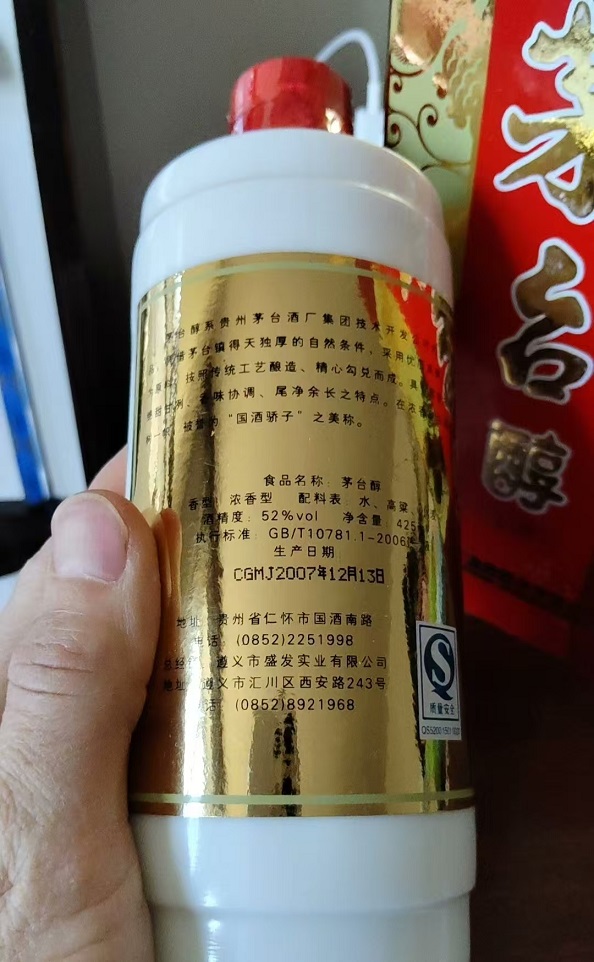 茅台醇系贵州茅台酒厂集团技术开发
借茅台镇得天独厚的自然条件，采用优
按照传统工艺酿造、精心勾兑而成。具
味协调、尾净余长之特点。在浓香
被誉为“国酒骄子”之美称。
食品名称：茅台醇
香型：浓香型 配料表：水、高粱
酒精度：52%vol 净含量：425
执行标准：GB/T10781.1-2006
生产日期
CGMJ2007年12月13日
地址：贵州省仁怀市国酒南路
电话：(0852)2251998
总经 遵义市盛发实业有限公司
地址：遵义市汇川区西安路243号
电话：(0852)8921968
质量安全
茅台醇